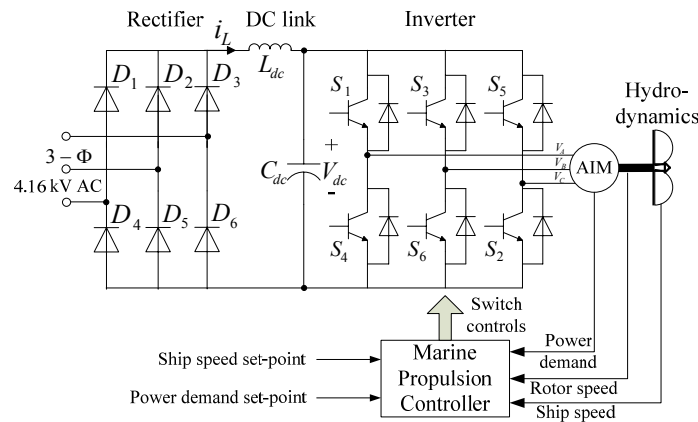 Rectifier
DC link
Inverter
i_L
L_dc
D_1
D_2
D_3
S_1
S_3
S_5
Hydro-
dynamics
3 – Φ
4.16 kV AC
C_dc
+
V_dc
-
V_A
V_B
V_C
AIM
D_4
D_5
D_6
S_4
S_6
S_2
Switch
controls
Ship speed set-point
Power demand set-point
Marine
Propulsion
Controller
Power
demand
Rotor speed
Ship speed